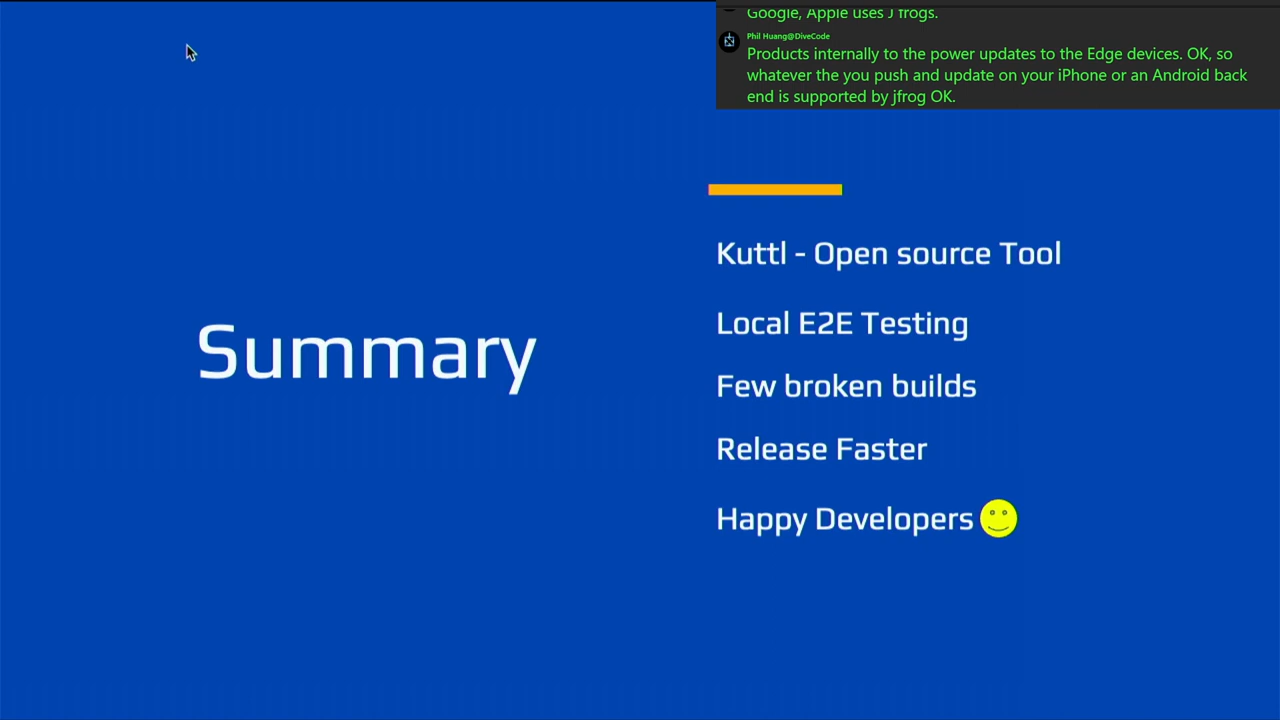 Google, Apple uses J frogs.
Phil Huang@DiveCode
Products internally to the power updates to the Edge devices. OK, so
whatever the you push and update on your iPhone or an Android back
end is supported by jfrog OK.
Summary
Kuttl - Open source Tool
Local E2E Testing
Few broken builds
Release Faster
Happy Developers